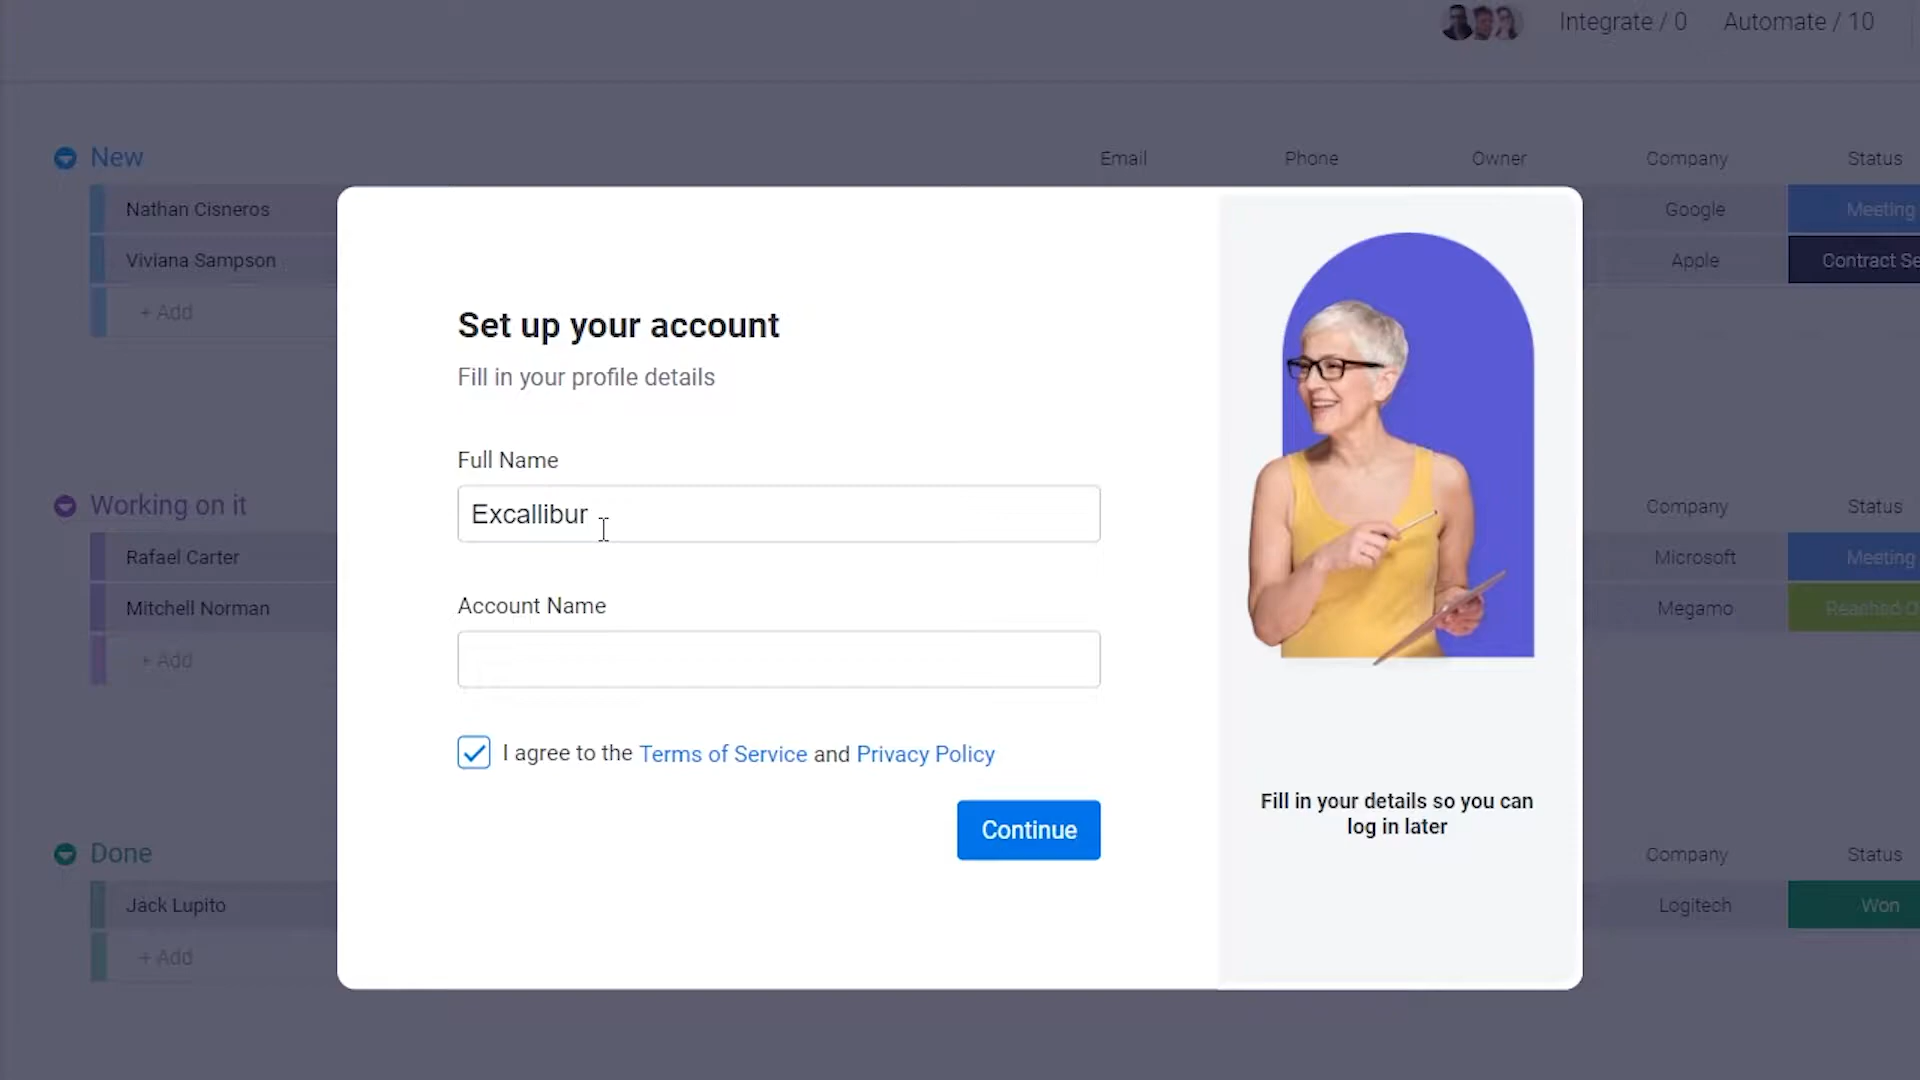 Integrate / 0 Automate / 10
New Email Phone Owner Company Status
Nathan Cisneros Google Meeting
Viviana Sampson Apple Contract Se
+ Add
Set up your account
Fill in your profile details
Full Name
Excallibur
Account Name
I agree to the Terms of Service and Privacy Policy
Continue
Fill in your details so you can
log in later
Working on it Company Status
Rafael Carter Microsoft Meeting
Mitchell Norman Megamo Reached O
+ Add
Done Company Status
Jack Lupito Logitech Won
+ Add